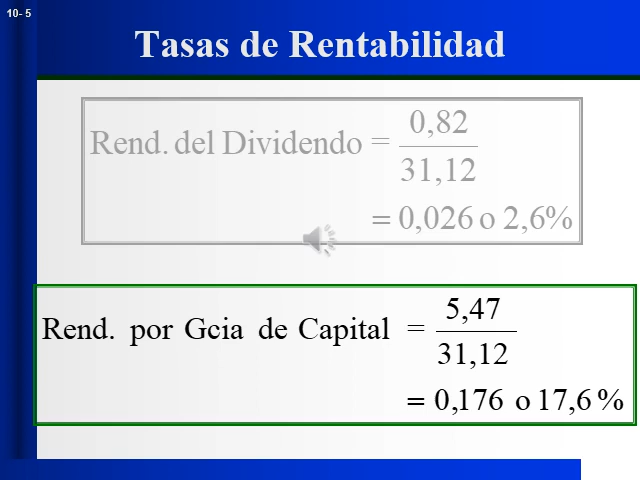 10- 5
Tasas de Rentabilidad
Rend. del Dividendo = 0,82
31,12
= 0,026 o 2,6%
Rend. por Gcia de Capital = 5,47
31,12
= 0,176 o 17,6 %